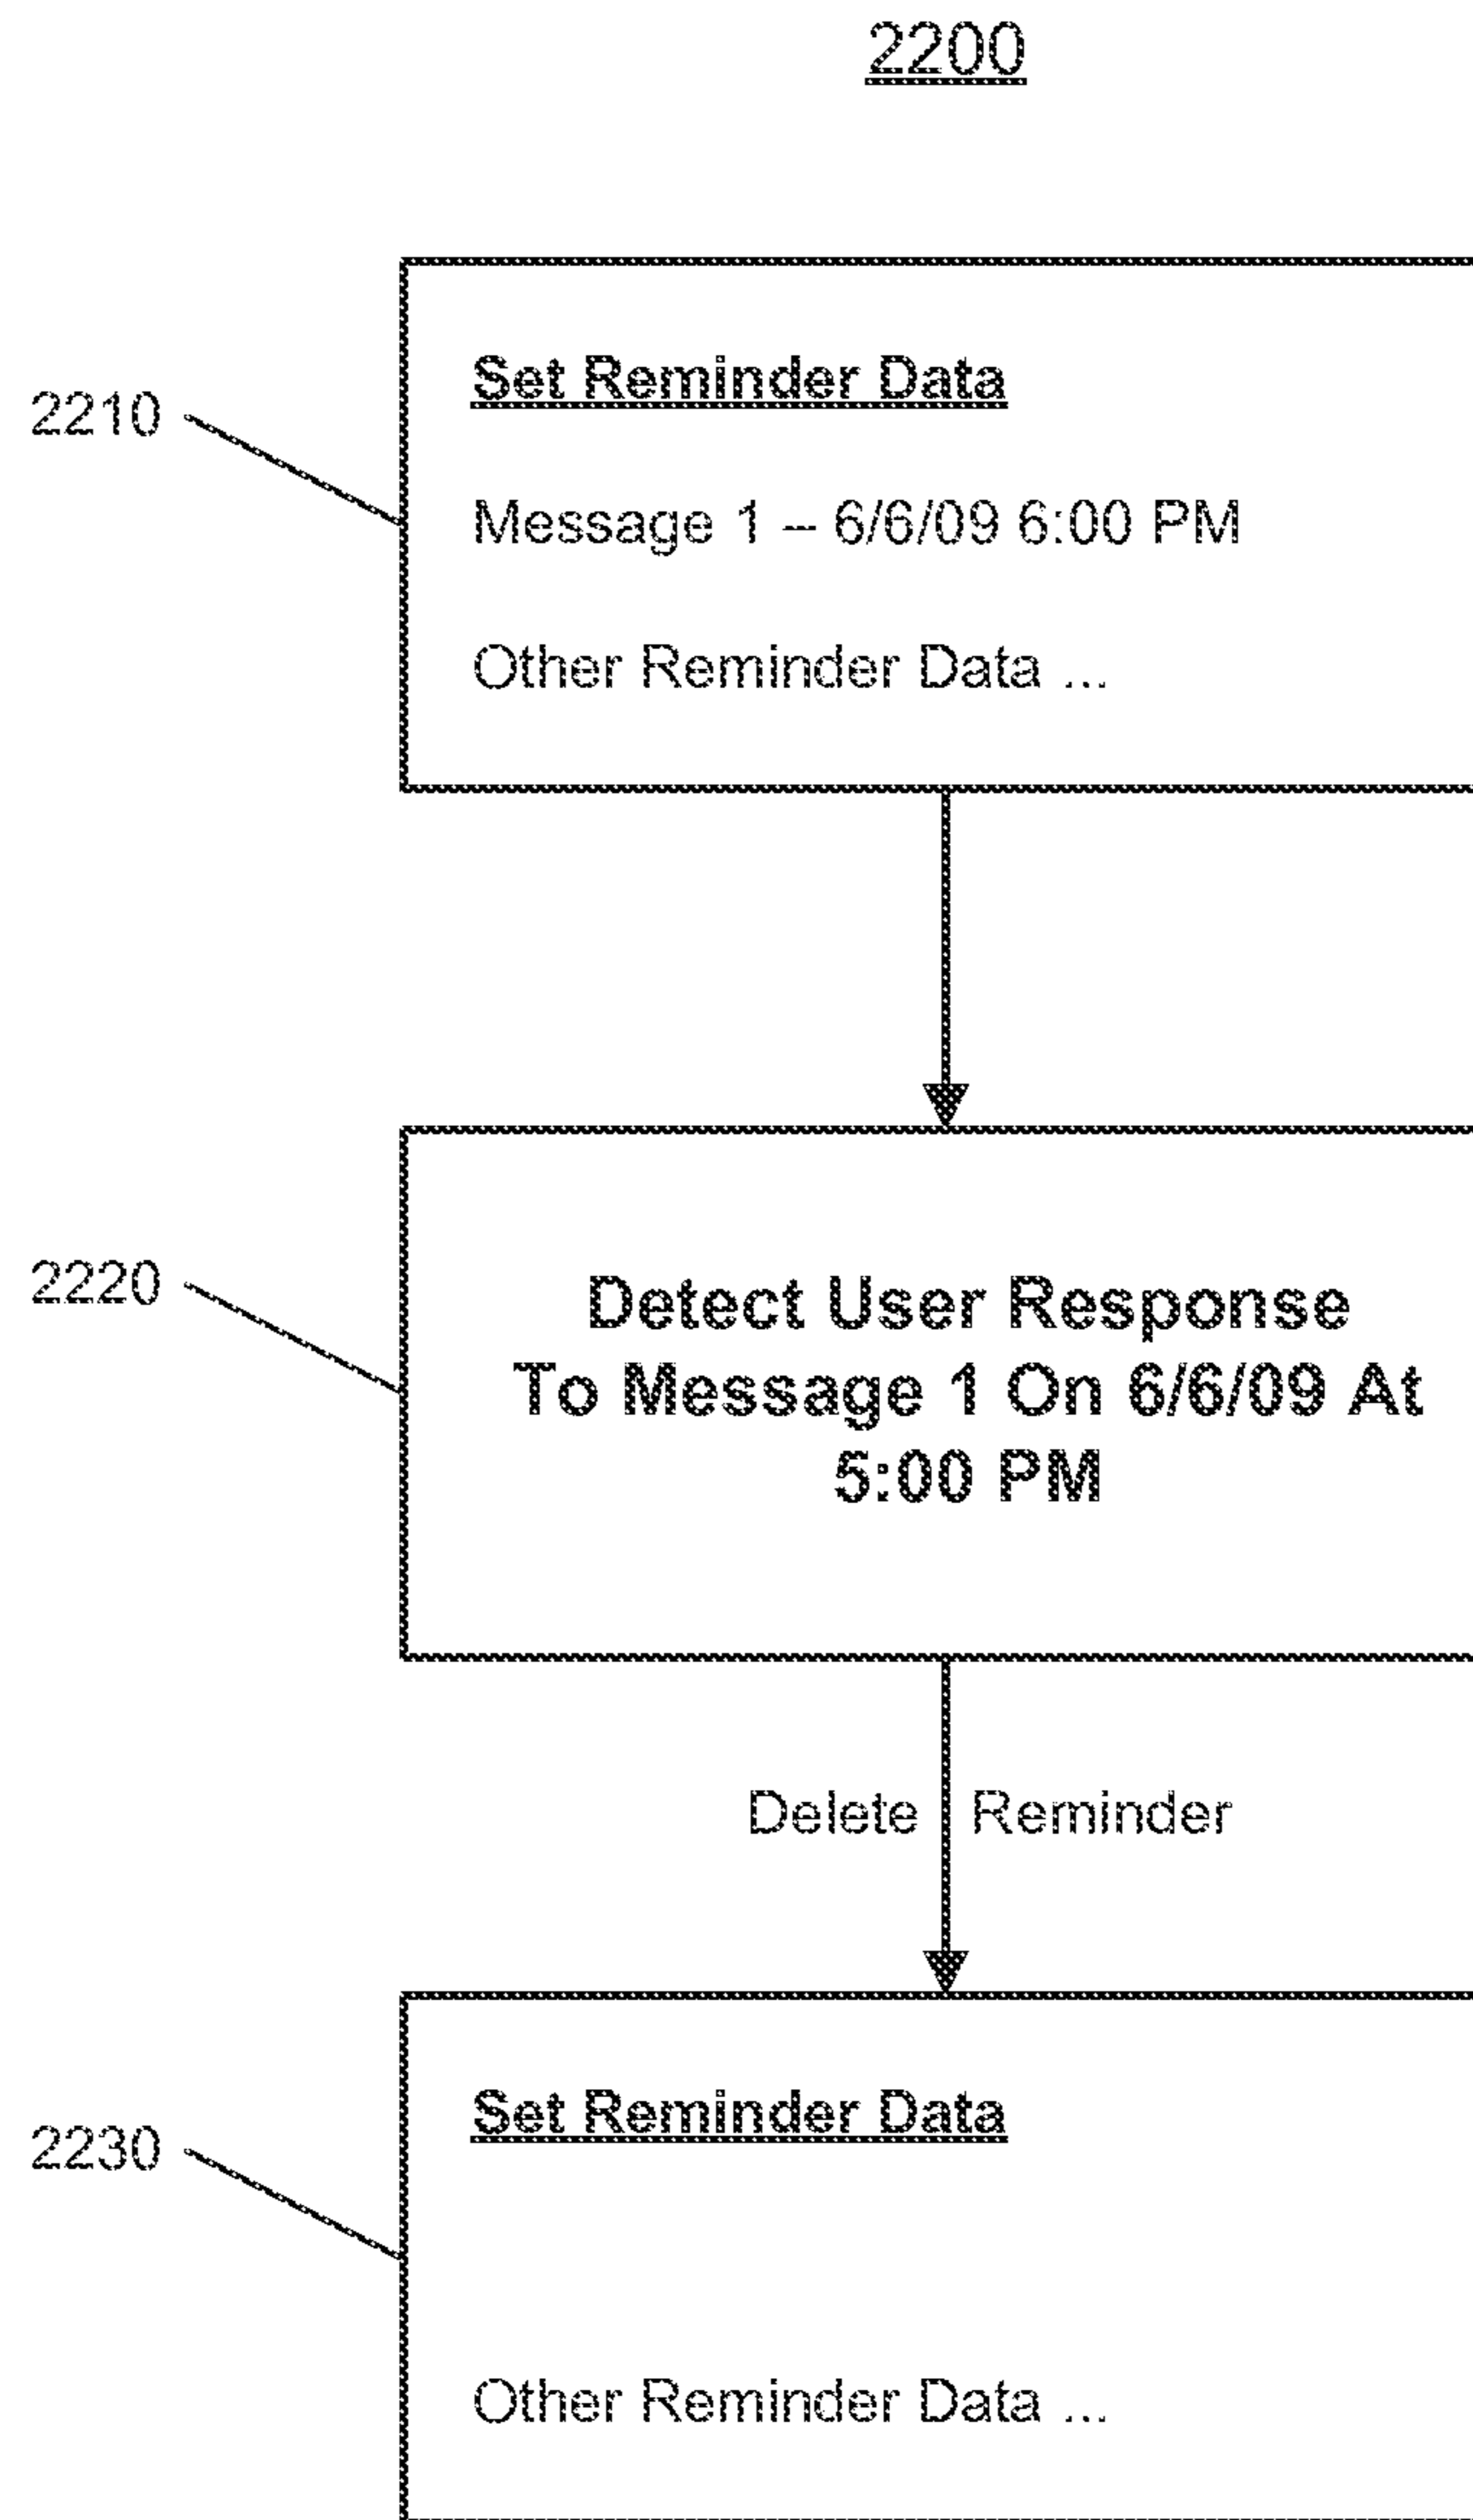 2200
2210
Set Reminder Data
Message 1 – 6/6/09 6:00 PM
Other Reminder Data ...
2220
Detect User Response
To Message 1 On 6/6/09 At
5:00 PM
Delete Reminder
2230
Set Reminder Data
Other Reminder Data ...